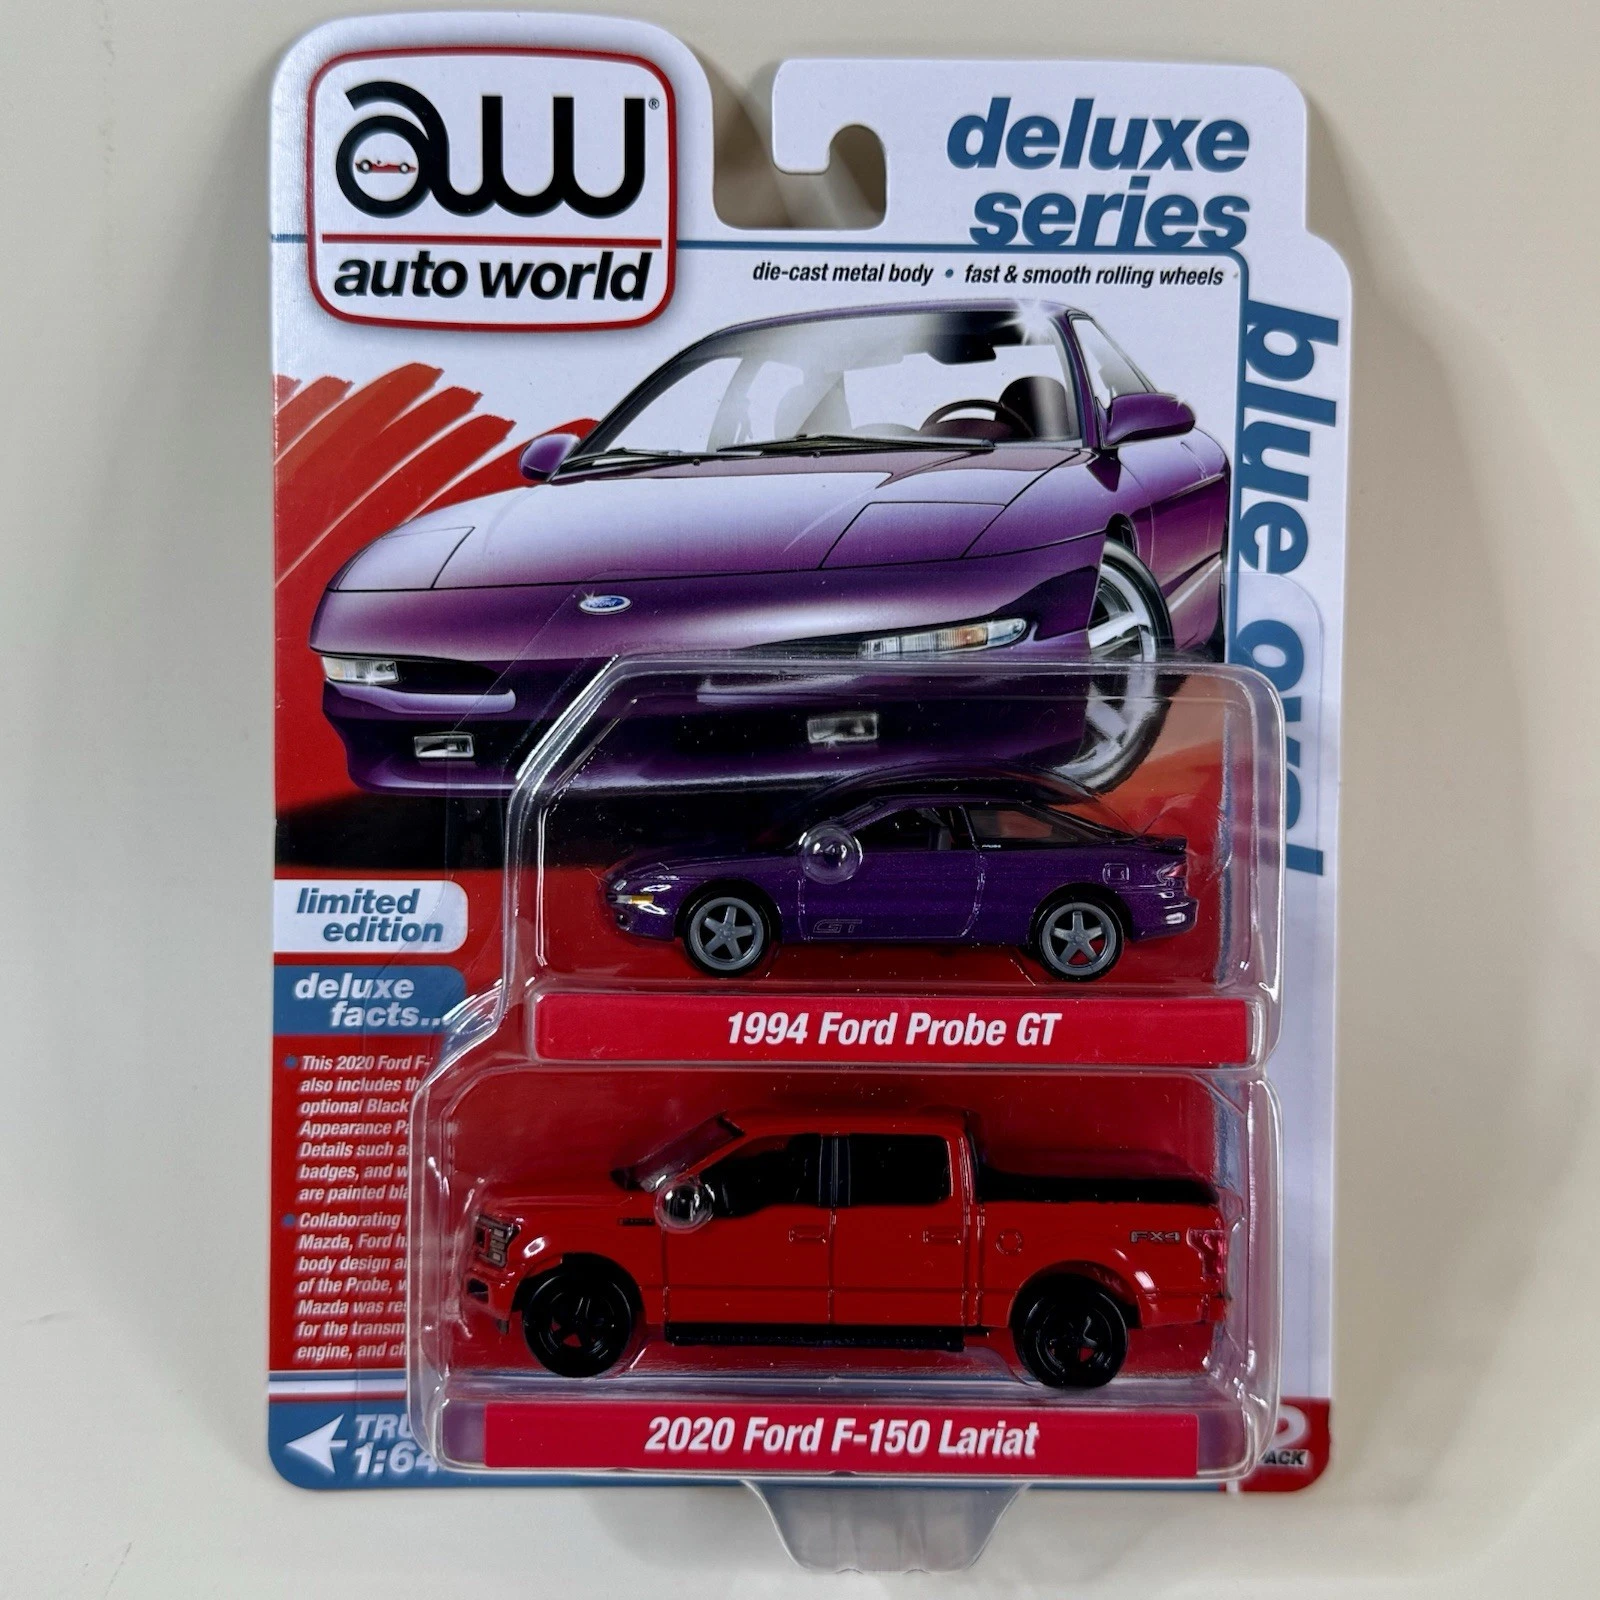 aw®
auto world
deluxe
series
die-cast metal body • fast & smooth rolling wheels
blue oval
Ford
limited
edition
deluxe
facts...
GT
1994 Ford Probe GT
This 2020 Ford F-
also includes th
optional Black
Appearance Pa
Details such a
badges, and w
are painted bla
Collaborating
Mazda, Ford h
body design a
of the Probe, w
Mazda was res
for the transm
engine, and ch
FX4
2020 Ford F-150 Lariat
TRU
1:64
2
PACK